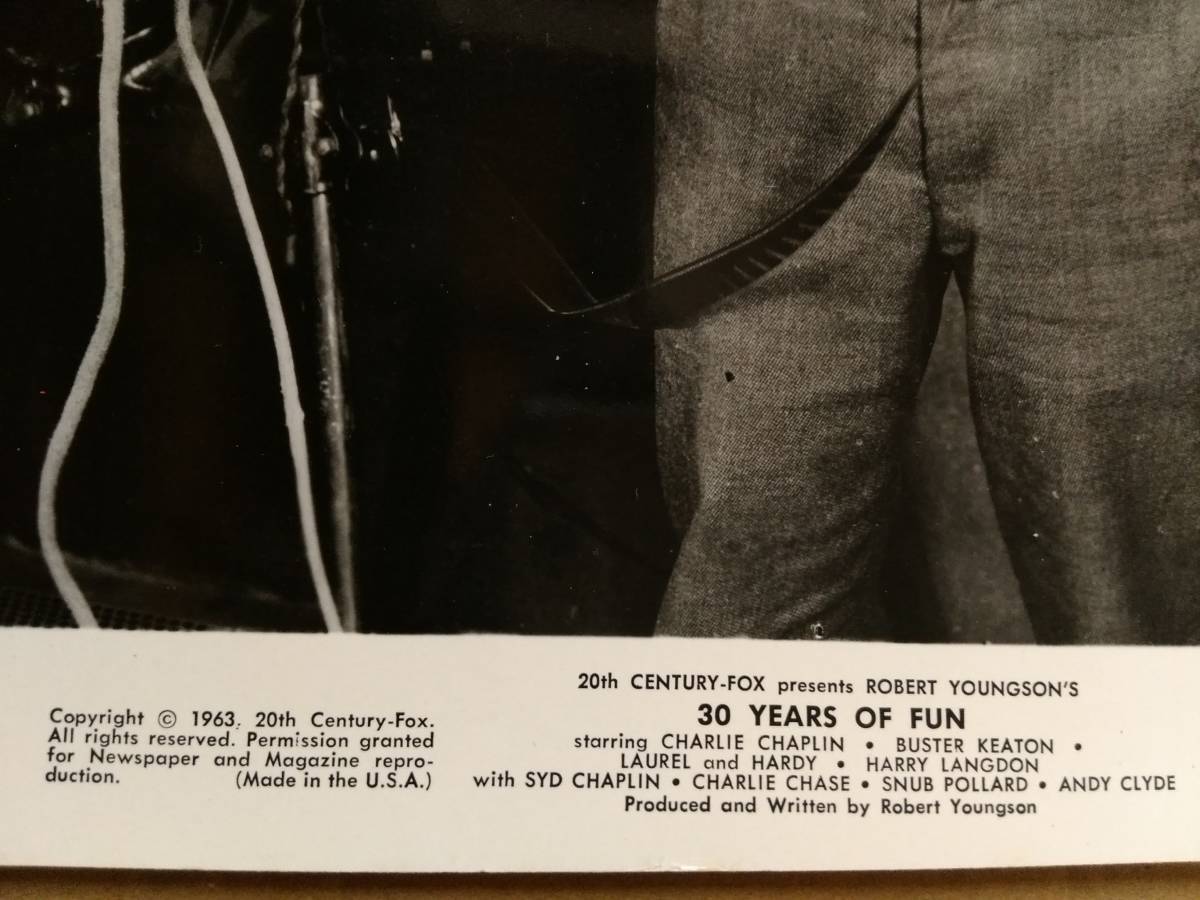 Copyright © 1963. 20th Century-Fox.
All rights reserved. Permission granted
for Newspaper and Magazine repro-
duction. (Made in the U.S.A.)
20th CENTURY-FOX presents ROBERT YOUNGSON'S
30 YEARS OF FUN
starring CHARLIE CHAPLIN • BUSTER KEATON •
LAUREL and HARDY • HARRY LANGDON
with SYD CHAPLIN • CHARLIE CHASE • SNUB POLLARD • ANDY CLYDE
Produced and Written by Robert Youngson